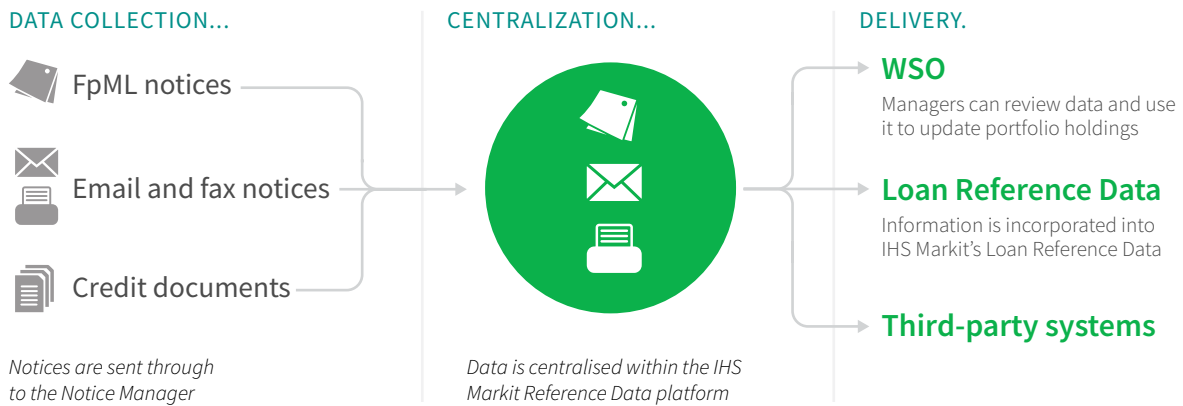 DATA COLLECTION...
FpML notices
Email and fax notices
Credit documents
Notices are sent through
to the Notice Manager
CENTRALIZATION...
Data is centralised within the IHS
Markit Reference Data platform
DELIVERY.
WSO
Managers can review data and use
it to update portfolio holdings
Loan Reference Data
Information is incorporated into
IHS Markit’s Loan Reference Data
Third-party systems